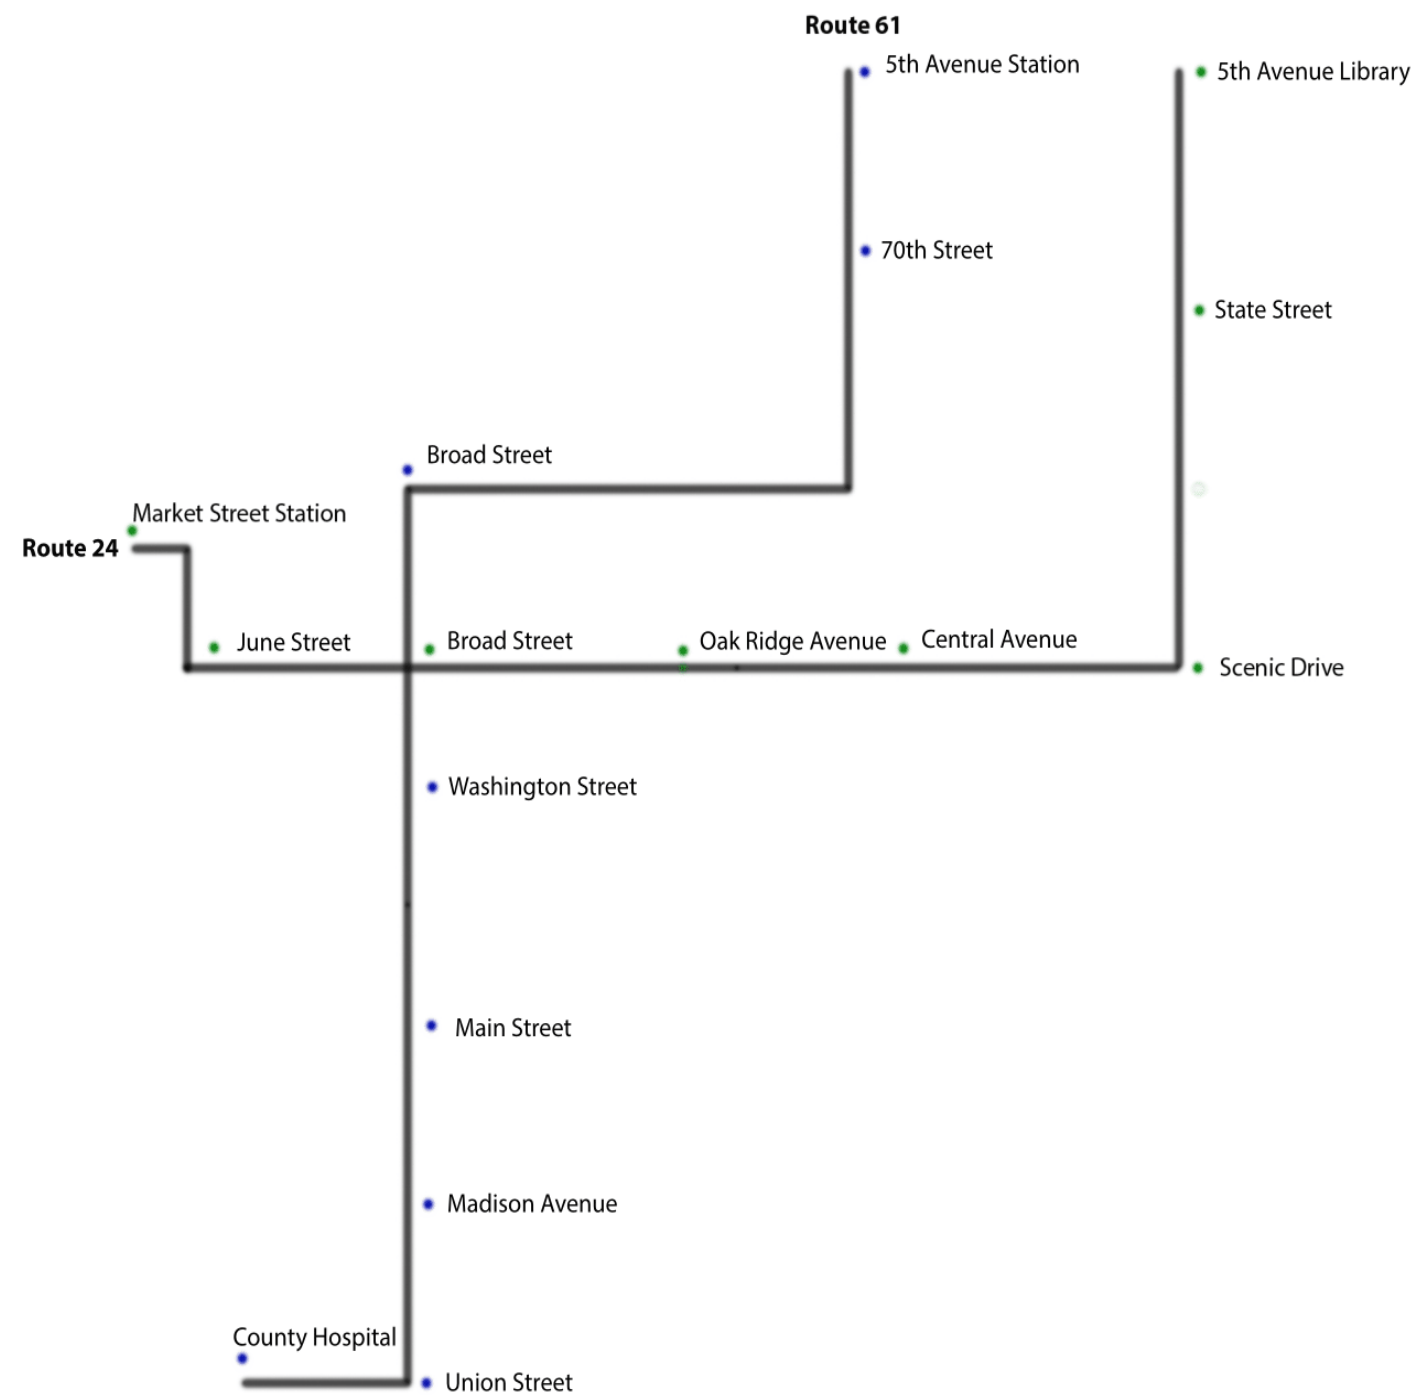 Route 61
5th Avenue Station
5th Avenue Library
70th Street
State Street
Broad Street
Market Street Station
Route 24
June Street
Broad Street
Oak Ridge Avenue
Central Avenue
Scenic Drive
Washington Street
Main Street
Madison Avenue
County Hospital
Union Street